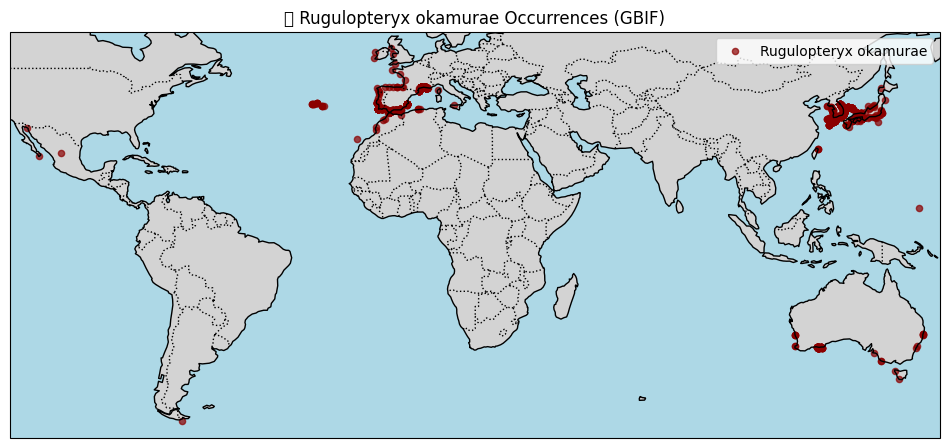 Rugulopteryx okamurae Occurrences (GBIF)
Rugulopteryx okamurae